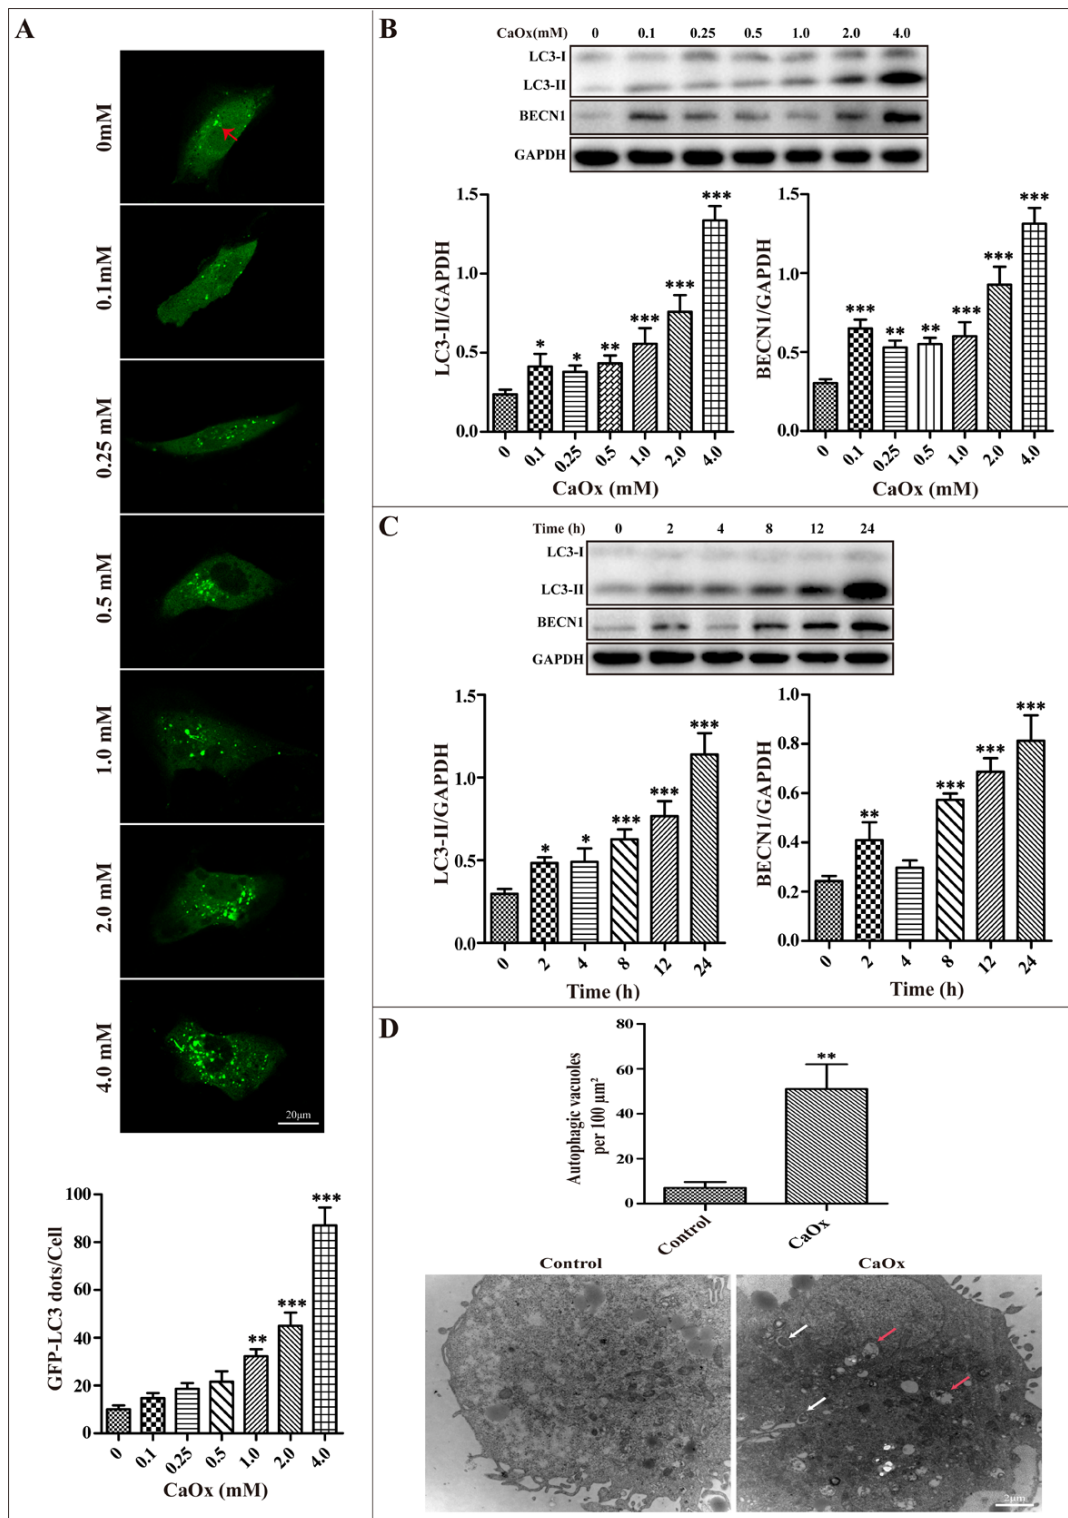 A
0mM
0.1mM
0.25 mM
0.5 mM
1.0 mM
2.0 mM
4.0 mM
20μm
GFP-LC3 dots/Cell
100
80
60
40
20
0
**
***
***
0 0.1 0.25 0.5 1.0 2.0 4.0
CaOx (mM)
B
CaOx(mM) 0 0.1 0.25 0.5 1.0 2.0 4.0
LC3-I
LC3-II
BECN1
GAPDH
LC3-II/GAPDH
1.5
1.0
0.5
0.0
* * ** *** *** ***
0 0.1 0.25 0.5 1.0 2.0 4.0
CaOx (mM)
BECN1/GAPDH
1.5
1.0
0.5
0.0
*** ** ** *** *** ***
0 0.1 0.25 0.5 1.0 2.0 4.0
CaOx (mM)
C
Time (h) 0 2 4 8 12 24
LC3-I
LC3-II
BECN1
GAPDH
LC3-II/GAPDH
1.5
1.0
0.5
0.0
* * *** *** ***
0 2 4 8 12 24
Time (h)
BECN1/GAPDH
1.0
0.8
0.6
0.4
0.2
0.0
** *** *** ***
0 2 4 8 12 24
Time (h)
D
Autophagic vacuoles
per 100 μm²
80
60
40
20
0
**
Control CaOx
Control CaOx
2μm